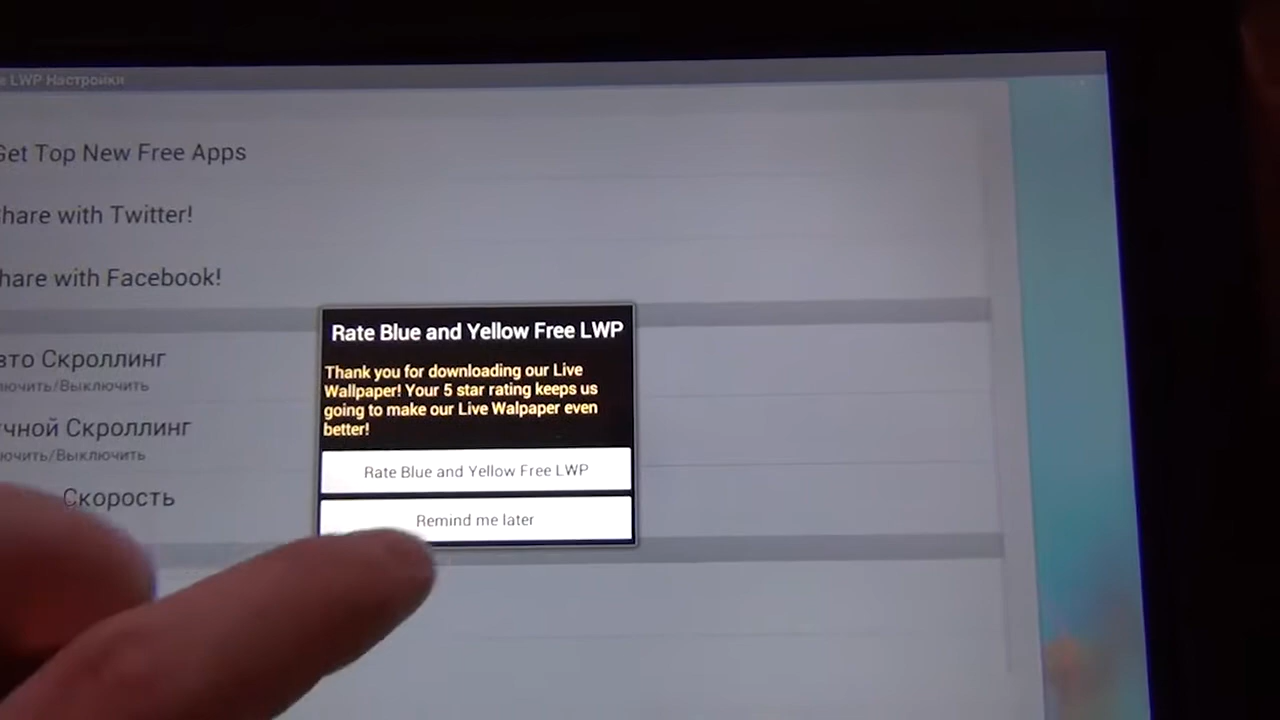 LWP Настройки
Get Top New Free Apps
hare with Twitter!
hare with Facebook!
вто Скроллинг
лючить/Выключить
чной Скроллинг
лючить/Выключить
Скорость
Rate Blue and Yellow Free LWP
Thank you for downloading our Live
Wallpaper! Your 5 star rating keeps us
going to make our Live Walpaper even
better!
Rate Blue and Yellow Free LWP
Remind me later